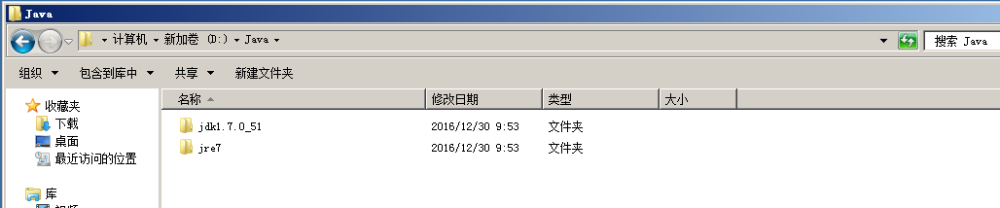 Java
计算机 新加卷 (D:) Java
搜索 Java
组织 包含到库中 共享 新建文件夹
名称 修改日期 类型 大小
收藏夹
下载
桌面
最近访问的位置
库
视频
jdk1.7.0_51 2016/12/30 9:53 文件夹
jre7 2016/12/30 9:53 文件夹